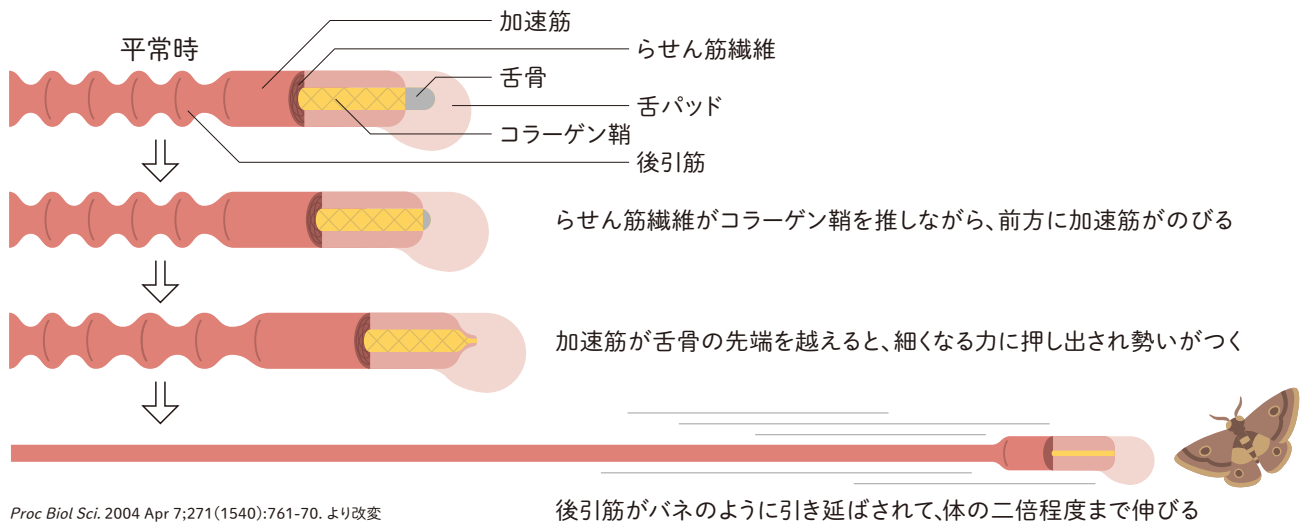 加速筋
平常時
らせん筋繊維
舌骨
舌パッド
コラーゲン鞘
後引筋
らせん筋繊維がコラーゲン鞘を推しながら、前方に加速筋がのびる
加速筋が舌骨の先端を越えると、細くなる力に押し出され勢いがつく
後引筋がバネのように引き延ばされて、体の二倍程度まで伸びる
Proc Biol Sci. 2004 Apr 7;271(1540):761-70. より改変